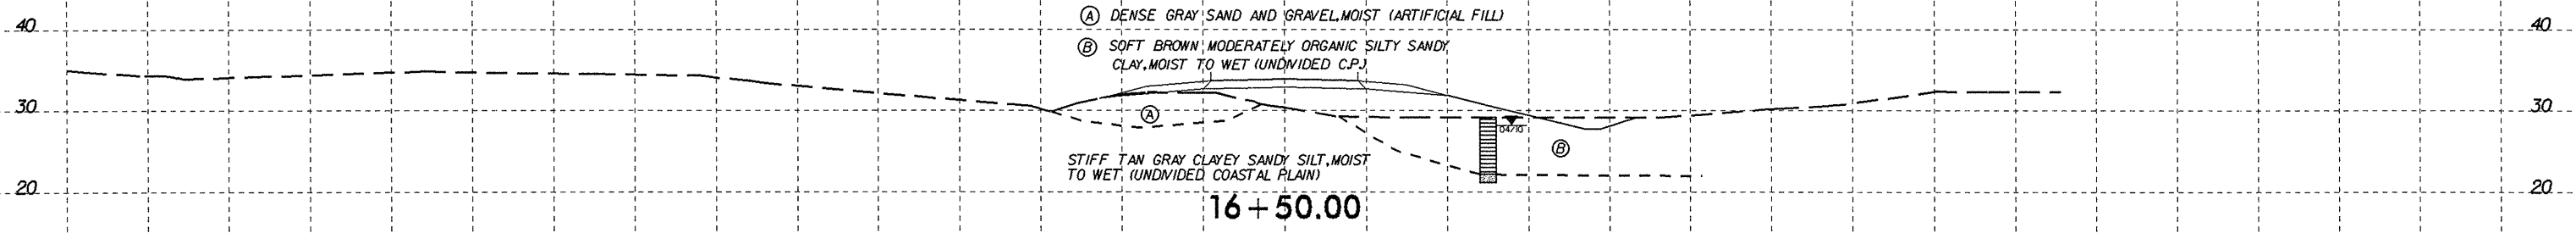 Ⓐ DENSE GRAY SAND AND GRAVEL, MOIST (ARTIFICIAL FILL)
40 40
Ⓑ SOFT BROWN MODERATELY ORGANIC SILTY SANDY
CLAY, MOIST TO WET (UNDIVIDED C.P.)
30 30
Ⓐ
04/10
Ⓑ
STIFF TAN GRAY CLAYEY SANDY SILT, MOIST
TO WET (UNDIVIDED COASTAL PLAIN)
20 20
16+50.00